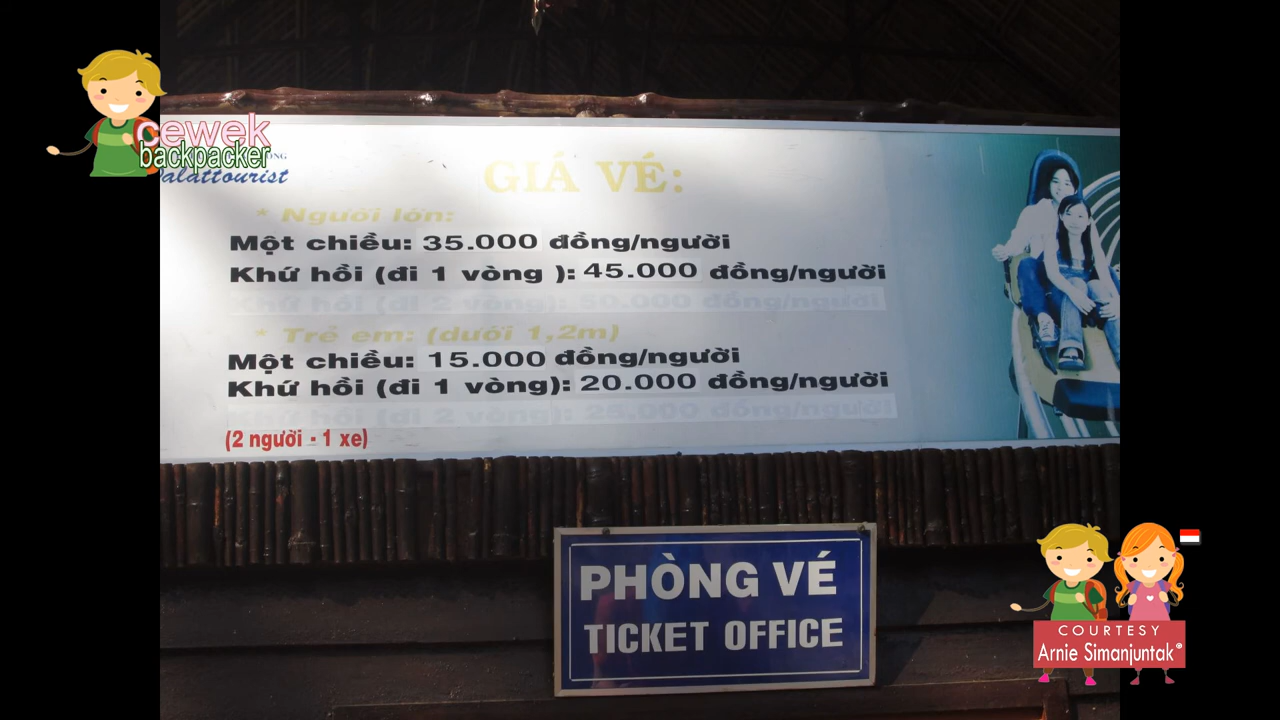 cewek
backpacker
Dalattourist
GIÁ VÉ:
* Người lớn:
Một chiều: 35.000 đồng/người
Khứ hồi (đi 1 vòng ): 45.000 đồng/người
Khứ hồi (đi 2 vòng): 50.000 đồng/người
* Trẻ em: (dưới 1,2m)
Một chiều: 15.000 đồng/người
Khứ hồi (đi 1 vòng): 20.000 đồng/người
Khứ hồi (đi 2 vòng): 25.000 đồng/người
(2 người - 1 xe)
PHÒNG VÉ
TICKET OFFICE
COURTESY
Arnie Simanjuntak®